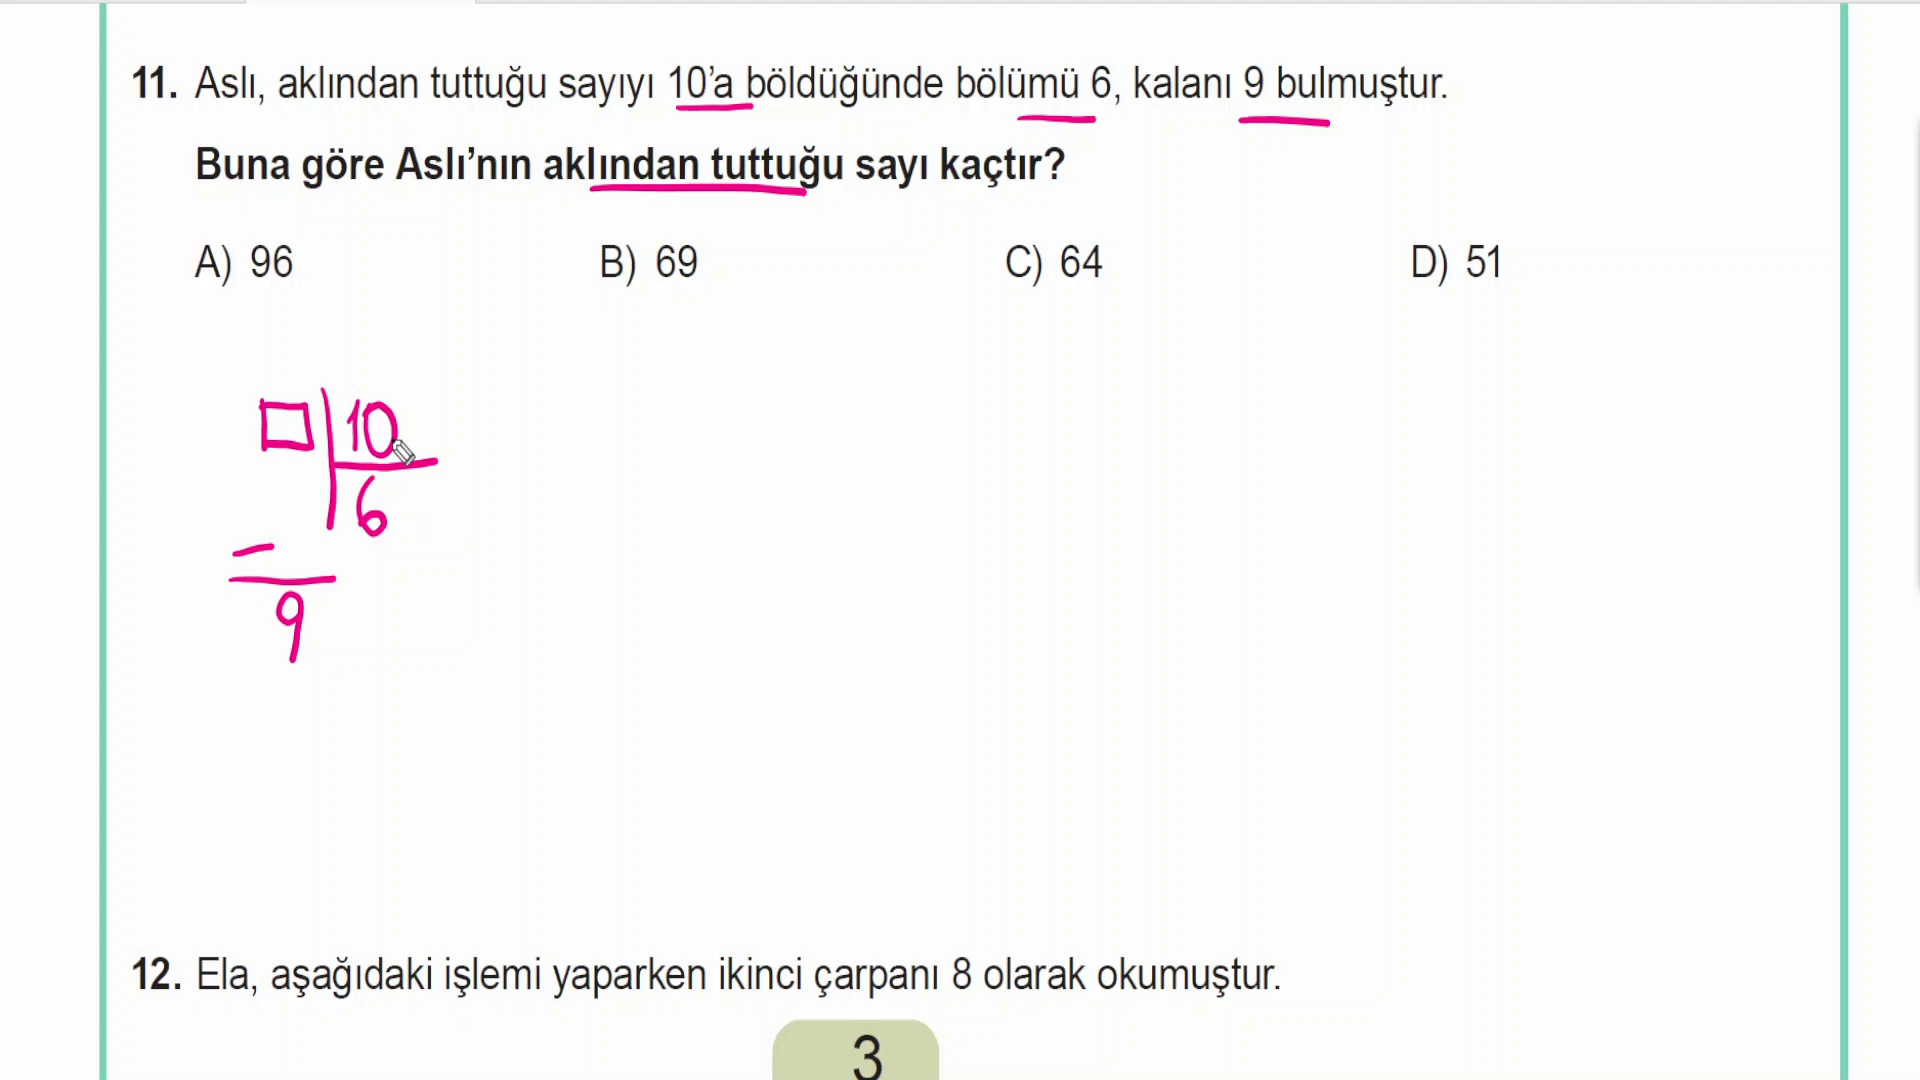 11. Aslı, aklından tuttuğu sayıyı 10’a böldüğünde bölümü 6, kalanı 9 bulmuştur.
Buna göre Aslı’nın aklından tuttuğu sayı kaçtır?
A) 96 B) 69 C) 64 D) 51
10
6
9
12. Ela, aşağıdaki işlemi yaparken ikinci çarpanı 8 olarak okumuştur.
3